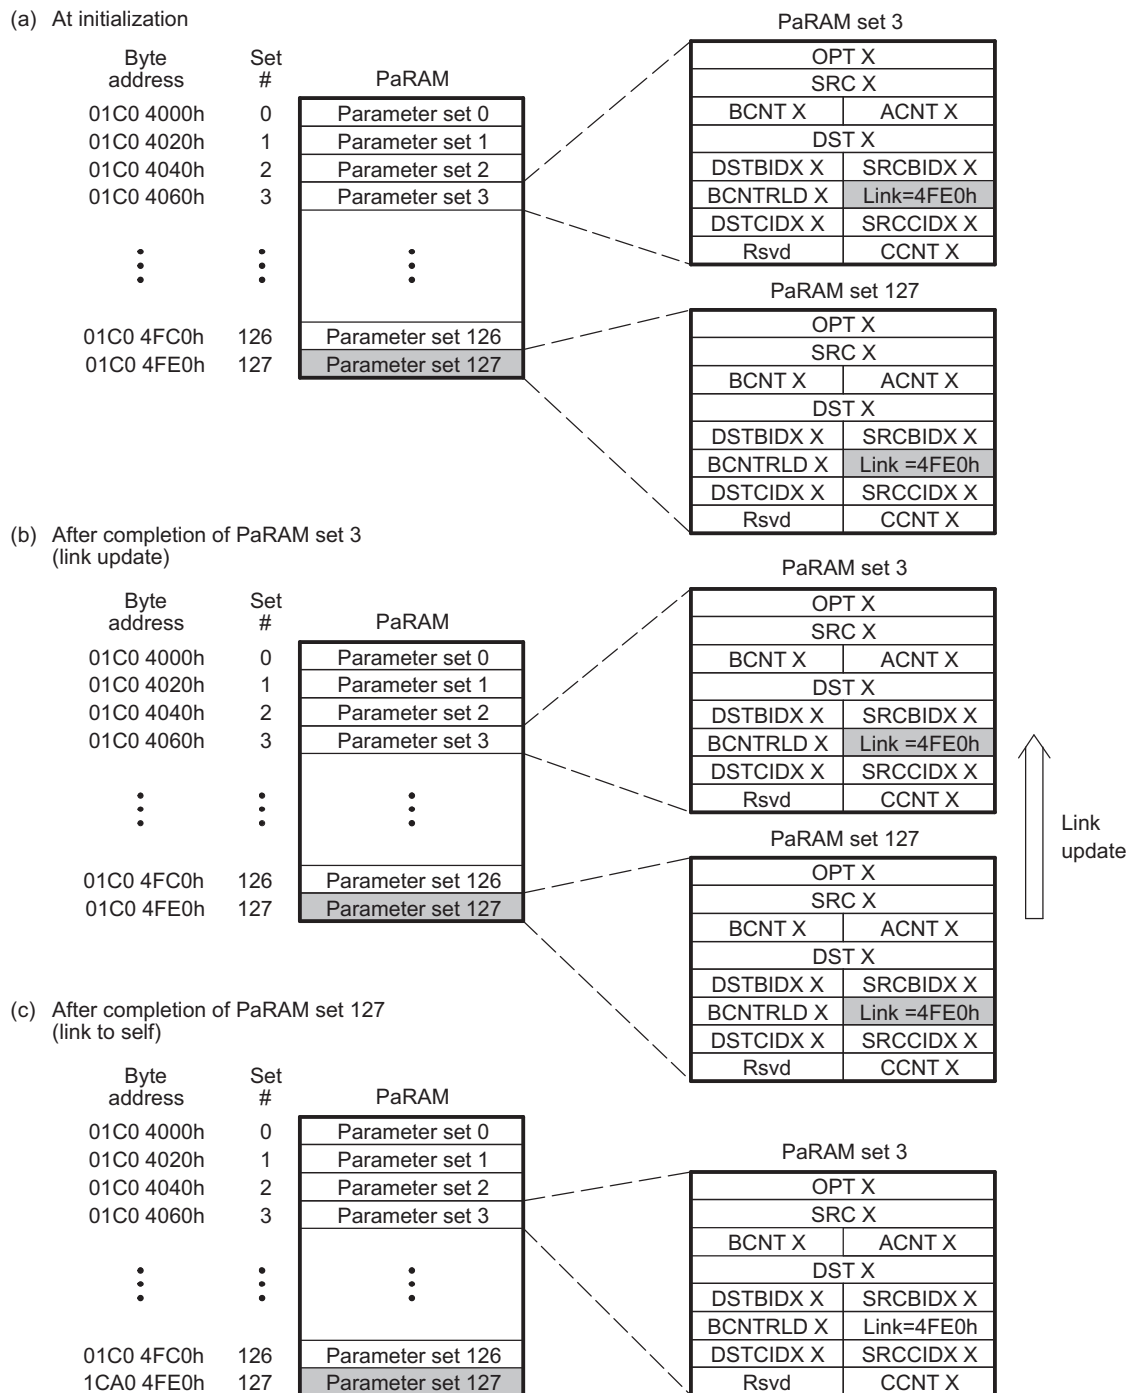 (a) At initialization
Byte address Set # PaRAM
01C0 4000h 0 Parameter set 0
01C0 4020h 1 Parameter set 1
01C0 4040h 2 Parameter set 2
01C0 4060h 3 Parameter set 3
01C0 4FC0h 126 Parameter set 126
01C0 4FE0h 127 Parameter set 127
PaRAM set 3
OPT X
SRC X
BCNT X ACNT X
DST X
DSTBIDX X SRCBIDX X
BCNTRLD X Link=4FE0h
DSTCIDX X SRCCIDX X
Rsvd CCNT X
PaRAM set 127
OPT X
SRC X
BCNT X ACNT X
DST X
DSTBIDX X SRCBIDX X
BCNTRLD X Link =4FE0h
DSTCIDX X SRCCIDX X
Rsvd CCNT X
(b) After completion of PaRAM set 3
(link update)
Byte address Set # PaRAM
01C0 4000h 0 Parameter set 0
01C0 4020h 1 Parameter set 1
01C0 4040h 2 Parameter set 2
01C0 4060h 3 Parameter set 3
01C0 4FC0h 126 Parameter set 126
01C0 4FE0h 127 Parameter set 127
PaRAM set 3
OPT X
SRC X
BCNT X ACNT X
DST X
DSTBIDX X SRCBIDX X
BCNTRLD X Link =4FE0h
DSTCIDX X SRCCIDX X
Rsvd CCNT X
Link
update
PaRAM set 127
OPT X
SRC X
BCNT X ACNT X
DST X
DSTBIDX X SRCBIDX X
BCNTRLD X Link =4FE0h
DSTCIDX X SRCCIDX X
Rsvd CCNT X
(c) After completion of PaRAM set 127
(link to self)
Byte address Set # PaRAM
01C0 4000h 0 Parameter set 0
01C0 4020h 1 Parameter set 1
01C0 4040h 2 Parameter set 2
01C0 4060h 3 Parameter set 3
01C0 4FC0h 126 Parameter set 126
1CA0 4FE0h 127 Parameter set 127
PaRAM set 3
OPT X
SRC X
BCNT X ACNT X
DST X
DSTBIDX X SRCBIDX X
BCNTRLD X Link=4FE0h
DSTCIDX X SRCCIDX X
Rsvd CCNT X